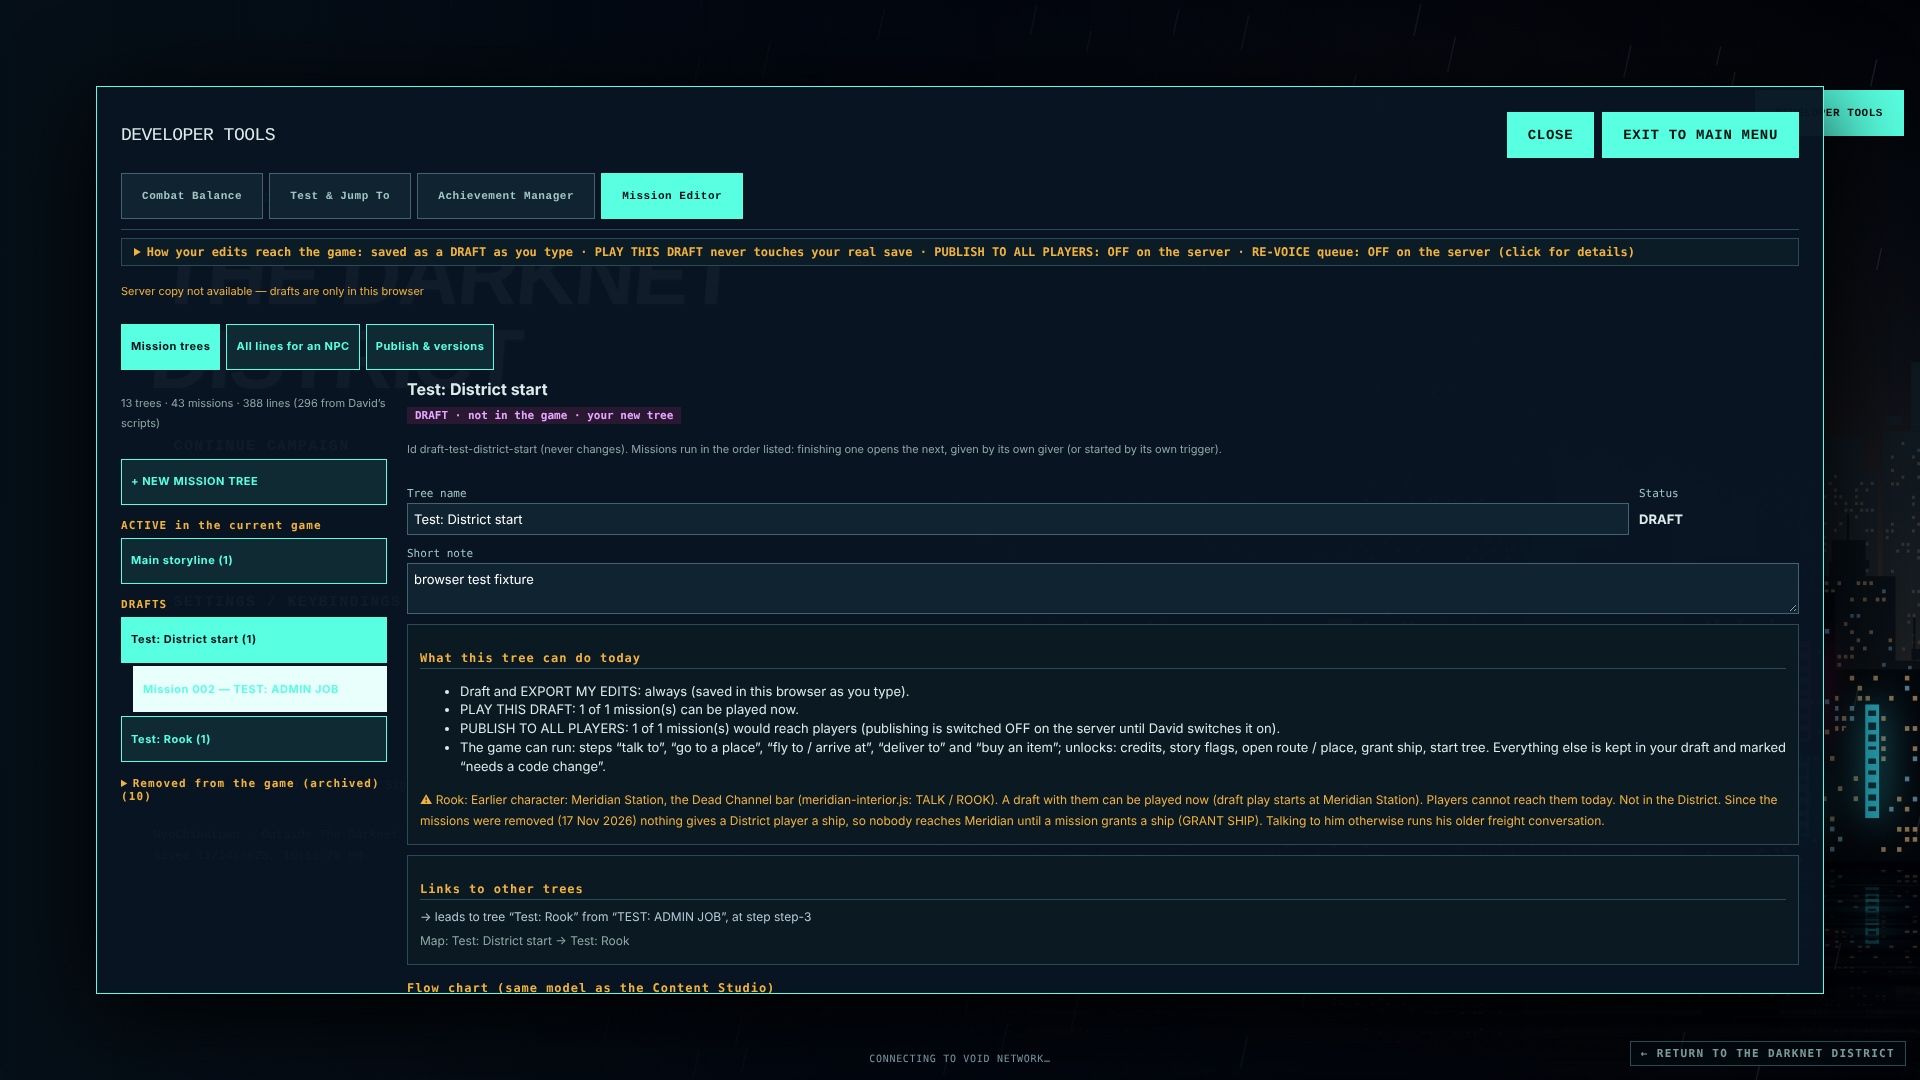 DEVELOPER TOOLS
CLOSE
EXIT TO MAIN MENU
PER TOOLS
Combat Balance
Test & Jump To
Achievement Manager
Mission Editor
▶ How your edits reach the game: saved as a DRAFT as you type · PLAY THIS DRAFT never touches your real save · PUBLISH TO ALL PLAYERS: OFF on the server · RE-VOICE queue: OFF on the server (click for details)
THE DARKNET
DISTRICT
Server copy not available — drafts are only in this browser
Mission trees
All lines for an NPC
Publish & versions
13 trees · 43 missions · 388 lines (296 from David’s
scripts)
CONTINUE CAMPAIGN
+ NEW MISSION TREE
ACTIVE in the current game
Main storyline (1)
DRAFTS
SETTINGS / KEYBINDINGS
Test: District start (1)
Mission 002 — TEST: ADMIN JOB
Test: Rook (1)
▶ Removed from the game (archived)
(10)
Test: District start
DRAFT · not in the game · your new tree
Id draft-test-district-start (never changes). Missions run in the order listed: finishing one opens the next, given by its own giver (or started by its own trigger).
Tree name
Status
Test: District start
DRAFT
Short note
browser test fixture
What this tree can do today
• Draft and EXPORT MY EDITS: always (saved in this browser as you type).
• PLAY THIS DRAFT: 1 of 1 mission(s) can be played now.
• PUBLISH TO ALL PLAYERS: 1 of 1 mission(s) would reach players (publishing is switched OFF on the server until David switches it on).
• The game can run: steps “talk to”, “go to a place”, “fly to / arrive at”, “deliver to” and “buy an item”; unlocks: credits, story flags, open route / place, grant ship, start tree. Everything else is kept in your draft and marked
“needs a code change”.
⚠ Rook: Earlier character: Meridian Station, the Dead Channel bar (meridian-interior.js: TALK / ROOK). A draft with them can be played now (draft play starts at Meridian Station). Players cannot reach them today. Not in the District. Since the
missions were removed (17 Nov 2026) nothing gives a District player a ship, so nobody reaches Meridian until a mission grants a ship (GRANT SHIP). Talking to him otherwise runs his older freight conversation.
Links to other trees
→ leads to tree “Test: Rook” from “TEST: ADMIN JOB”, at step step-3
Map: Test: District start → Test: Rook
Flow chart (same model as the Content Studio)
CONNECTING TO VOID NETWORK…
← RETURN TO THE DARKNET DISTRICT